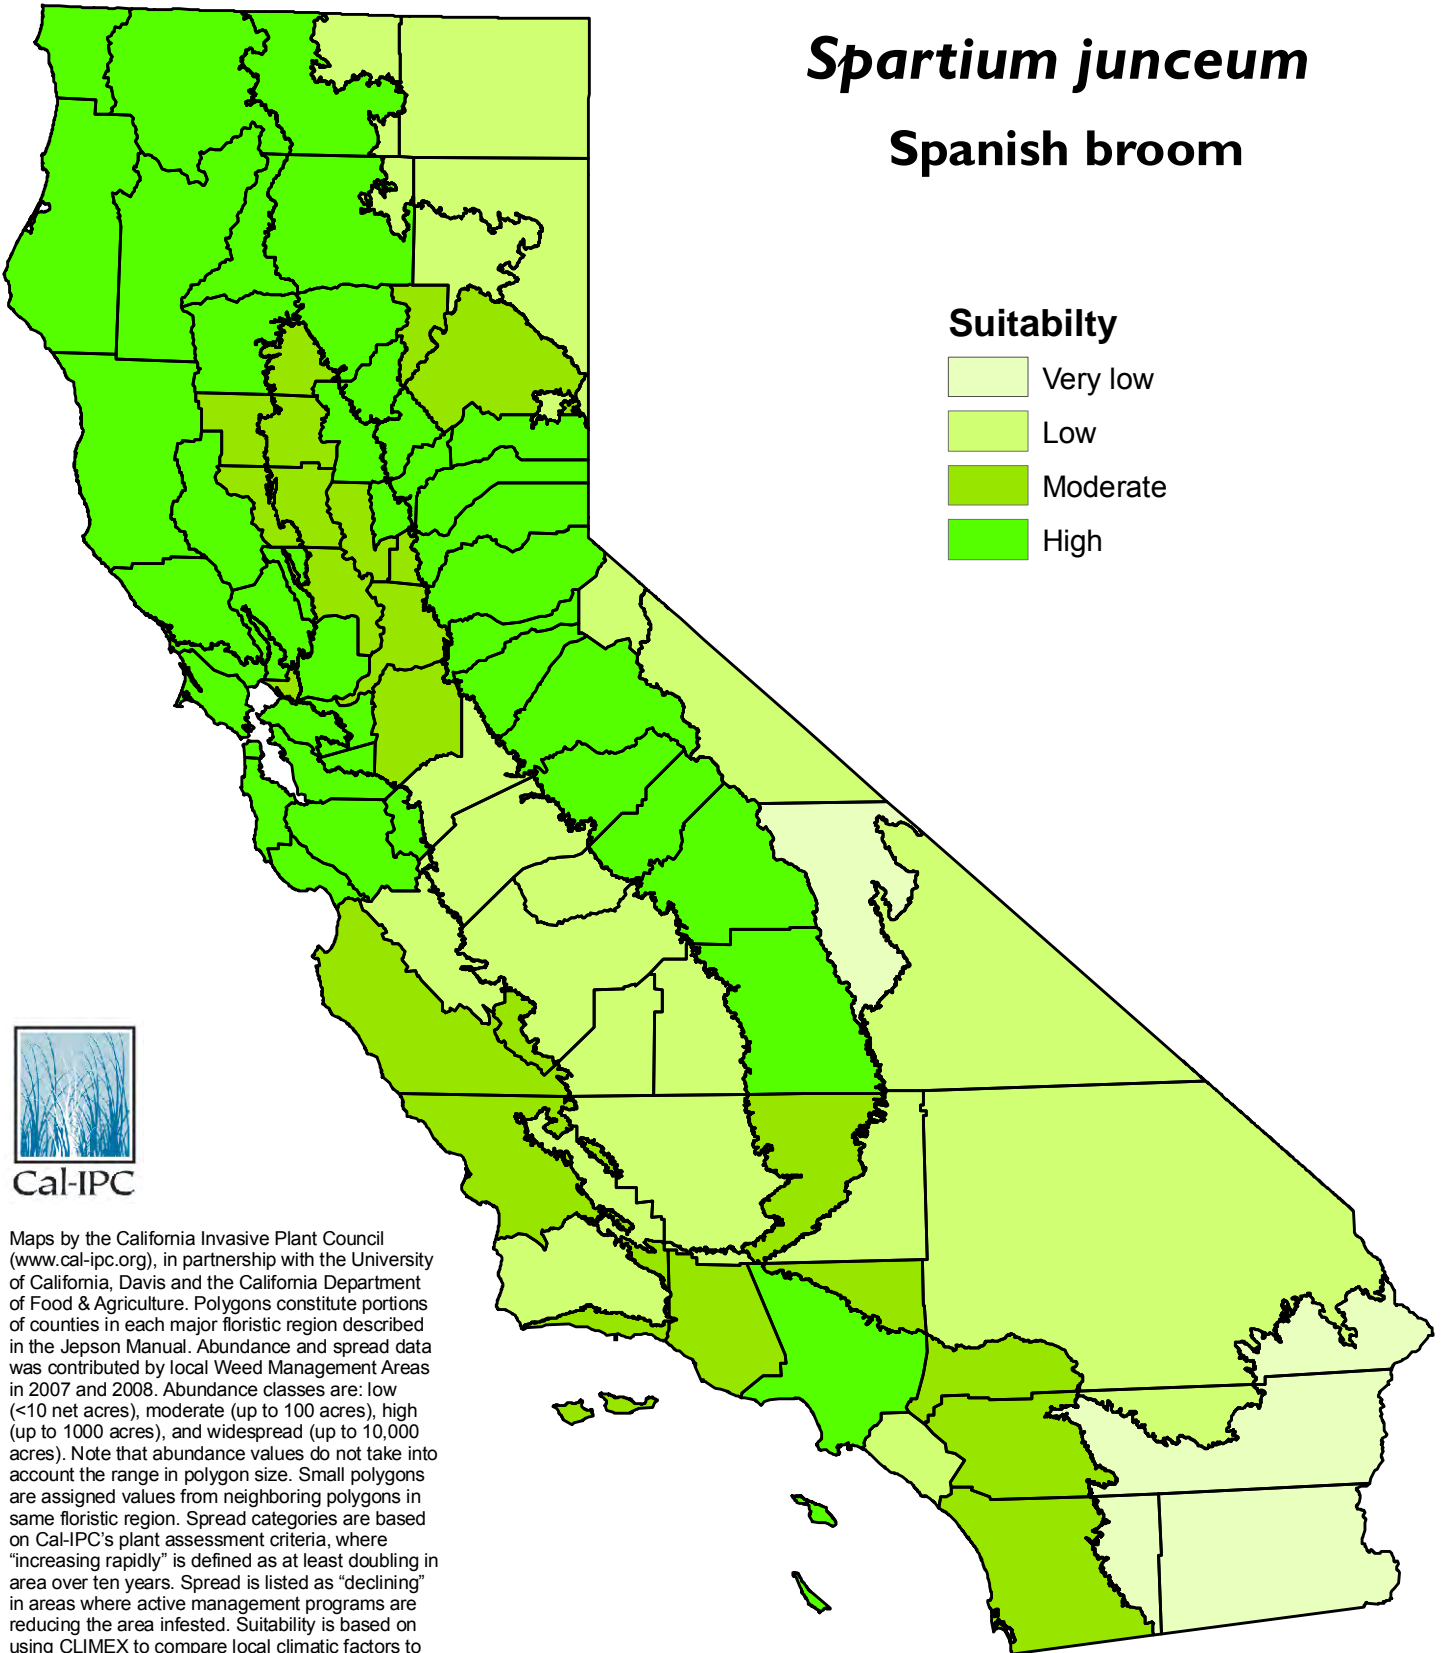 Spartium junceum
Spanish broom
Suitabilty
Very low
Low
Moderate
High
Cal-IPC
Maps by the California Invasive Plant Council
(www.cal-ipc.org), in partnership with the University
of California, Davis and the California Department
of Food & Agriculture. Polygons constitute portions
of counties in each major floristic region described
in the Jepson Manual. Abundance and spread data
was contributed by local Weed Management Areas
in 2007 and 2008. Abundance classes are: low
(<10 net acres), moderate (up to 100 acres), high
(up to 1000 acres), and widespread (up to 10,000
acres). Note that abundance values do not take into
account the range in polygon size. Small polygons
are assigned values from neighboring polygons in
same floristic region. Spread categories are based
on Cal-IPC's plant assessment criteria, where
“increasing rapidly” is defined as at least doubling in
area over ten years. Spread is listed as “declining”
in areas where active management programs are
reducing the area infested. Suitability is based on
using CLIMEX to compare local climatic factors to